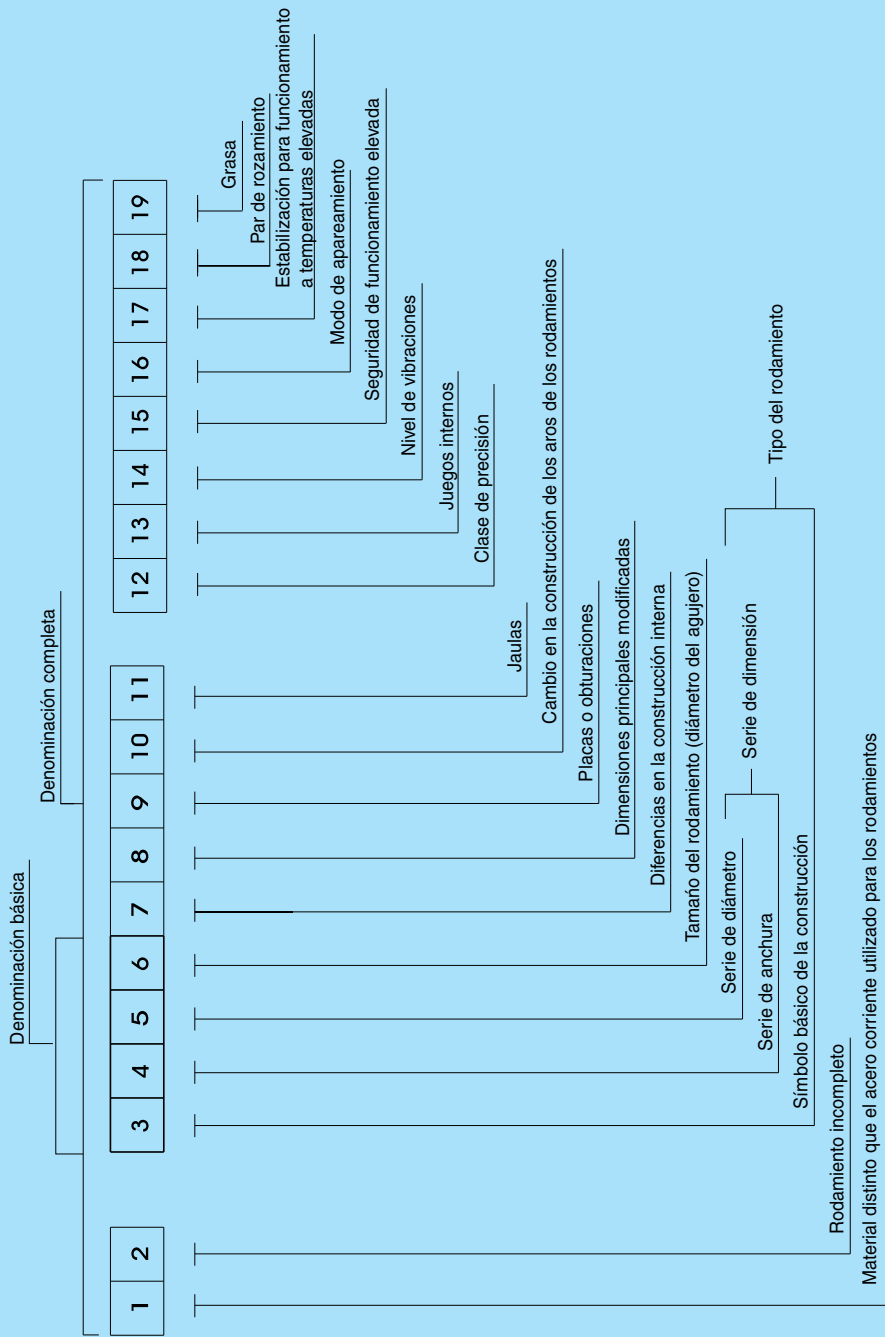 Denominación básica
Denominación completa
1 2 3 4 5 6 7 8 9 10 11 12 13 14 15 16 17 18 19
Grasa
Par de rozamiento
Estabilización para funcionamiento
a temperaturas elevadas
Modo de apareamiento
Seguridad de funcionamiento elevada
Nivel de vibraciones
Juegos internos
Clase de precisión
Jaulas
Cambio en la construcción de los aros de los rodamientos
Placas o obturaciones
Dimensiones principales modificadas
Diferencias en la construcción interna
Tamańo del rodamiento (diámetro del agujero)
Serie de diámetro
Serie de dimensión
Serie de anchura
Tipo del rodamiento
Símbolo básico de la construcción
Rodamiento incompleto
Material distinto que el acero corriente utilizado para los rodamientos